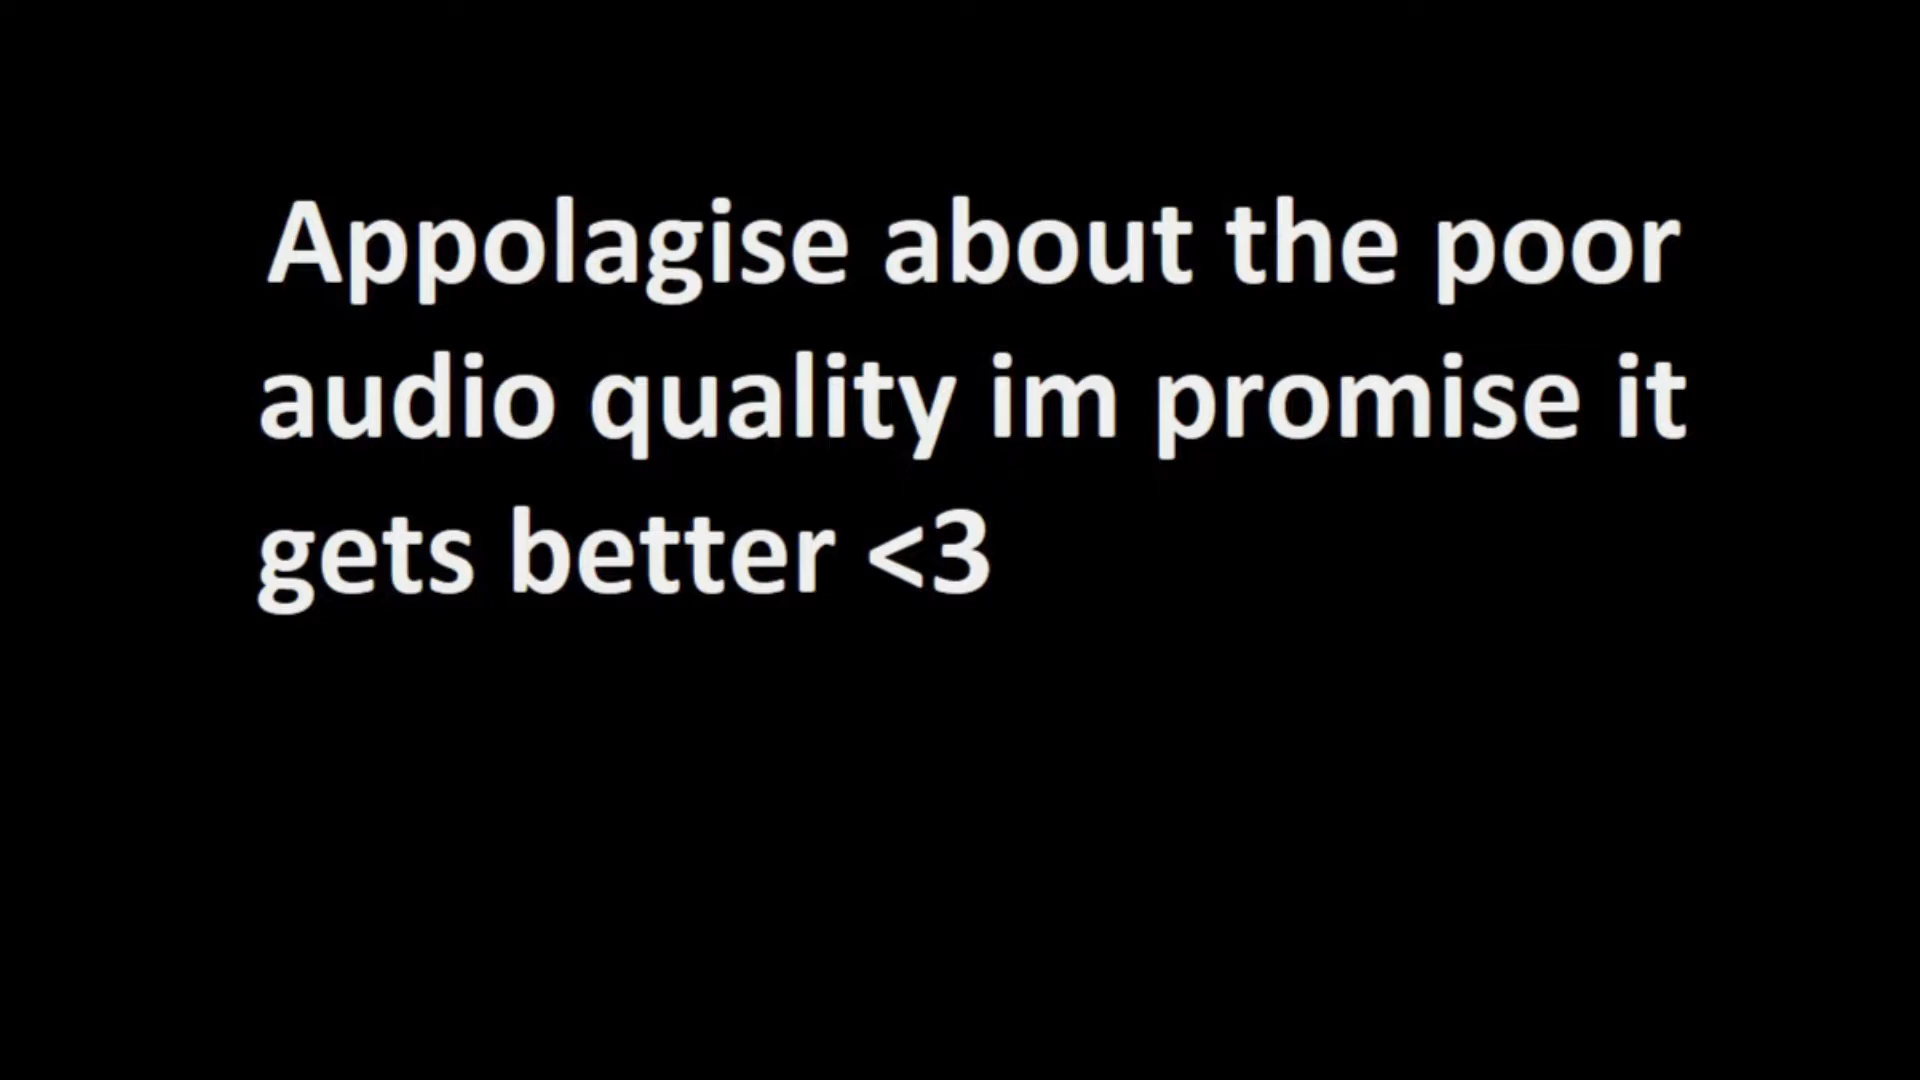 Appolagise about the poor
audio quality im promise it
gets better <3